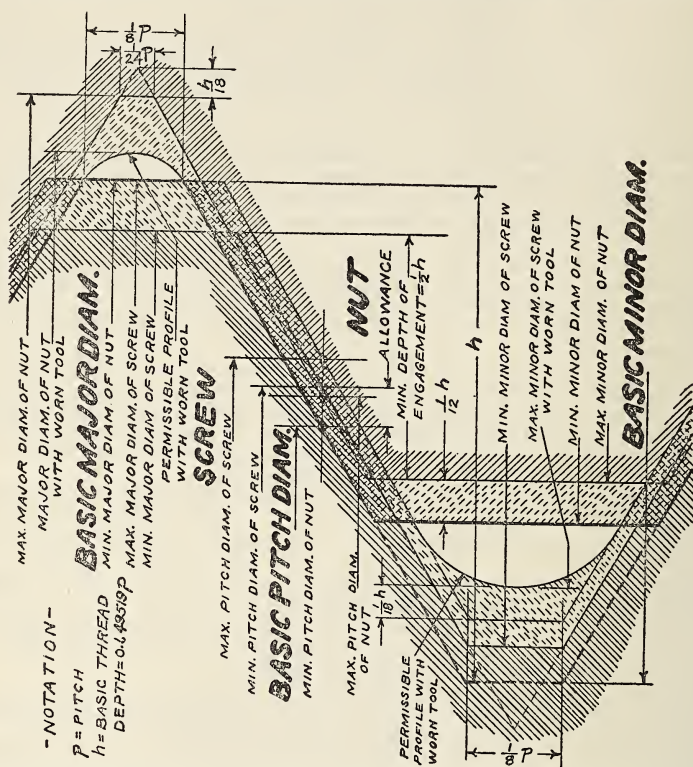 - NOTATION -
P = PITCH
h = BASIC THREAD
DEPTH = 0.649519P
MAX. MAJOR DIAM. OF NUT
MAJOR DIAM. OF NUT
WITH WORN TOOL
BASIC MAJOR DIAM.
MIN. MAJOR DIAM. OF NUT
MAX. MAJOR DIAM. OF SCREW
MIN. MAJOR DIAM OF SCREW
PERMISSIBLE PROFILE
WITH WORN TOOL
SCREW
1/8 P
1/24 P
h/18
MAX. PITCH DIAM. OF SCREW
MIN. PITCH DIAM. OF SCREW
BASIC PITCH DIAM.
MIN. PITCH DIAM. OF NUT
MAX. PITCH DIAM.
OF NUT
NUT
ALLOWANCE
MIN. DEPTH OF
ENGAGEMENT = 1/2 h
1/12 h
h
1/18 h
PERMISSIBLE
PROFILE WITH
WORN TOOL
1/8 P
MIN. MINOR DIAM OF SCREW
MAX. MINOR DIAM. OF SCREW
WITH WORN TOOL
MIN. MINOR DIAM OF NUT
MAX. MINOR DIAM. OF NUT
BASIC MINOR DIAM.